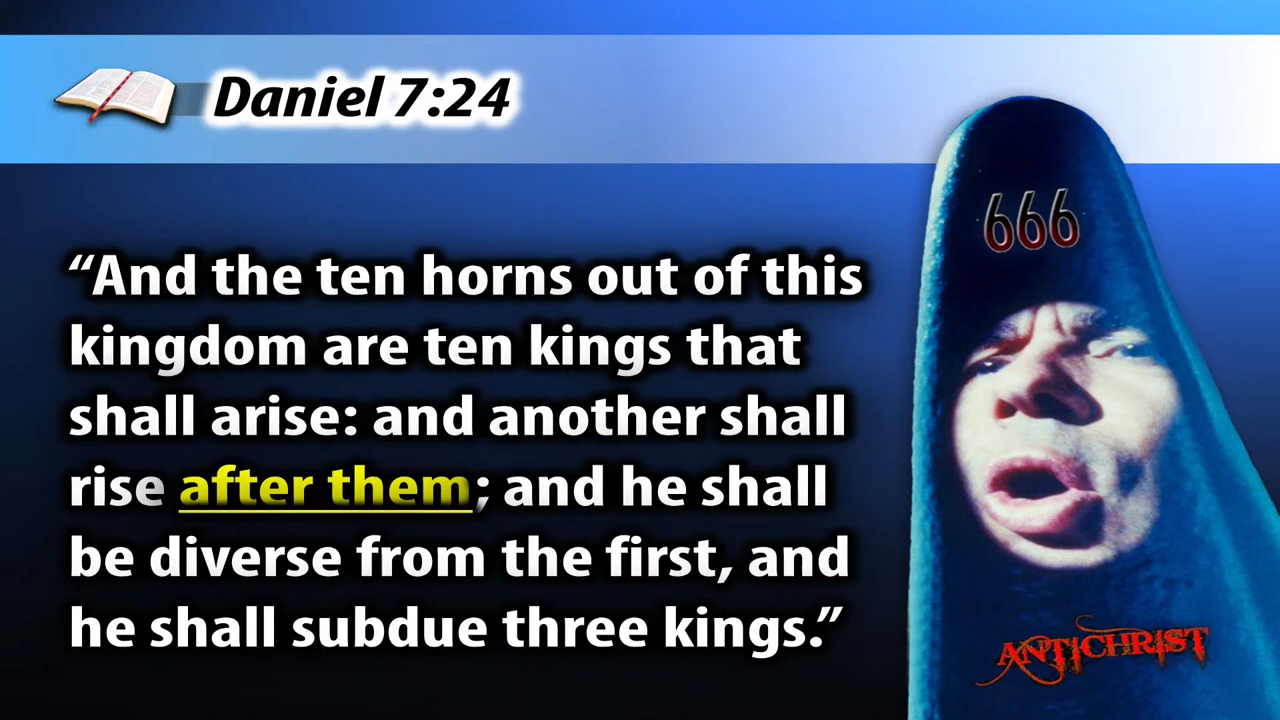 Daniel 7:24
666
“And the ten horns out of this
kingdom are ten kings that
shall arise: and another shall
rise after them; and he shall
be diverse from the first, and
he shall subdue three kings.”
ANTICHRIST